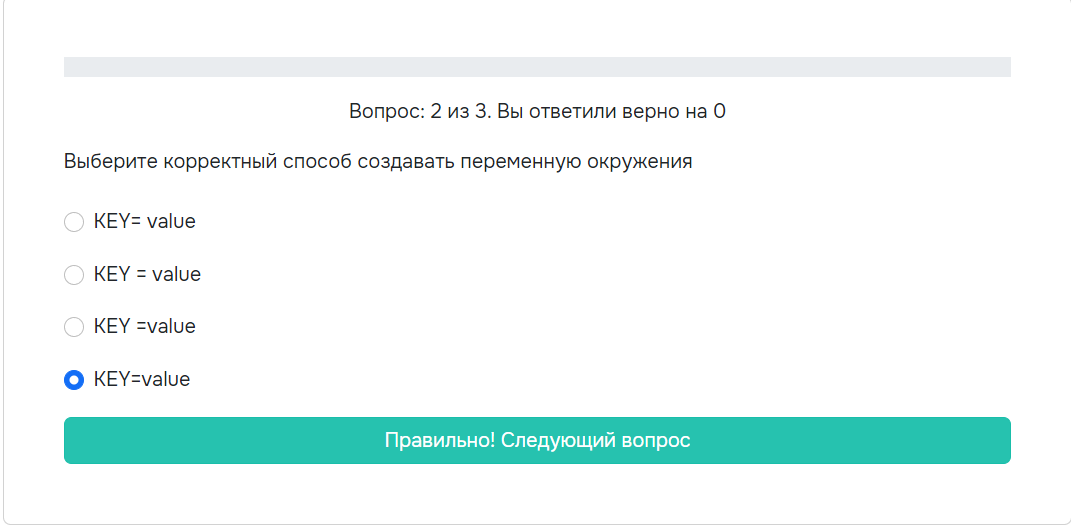 Вопрос: 2 из 3. Вы ответили верно на 0
Выберите корректный способ создавать переменную окружения
KEY= value
KEY = value
KEY =value
KEY=value
Правильно! Следующий вопрос